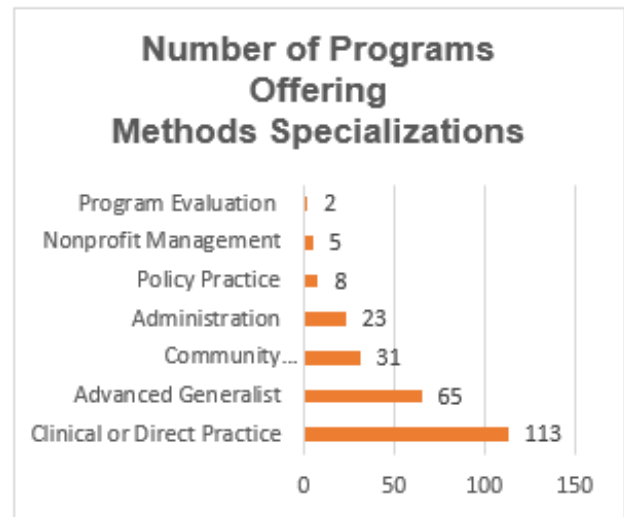 Number of Programs
Offering
Methods Specializations
Program Evaluation 2
Nonprofit Management 5
Policy Practice 8
Administration 23
Community... 31
Advanced Generalist 65
Clinical or Direct Practice 113
0 50 100 150